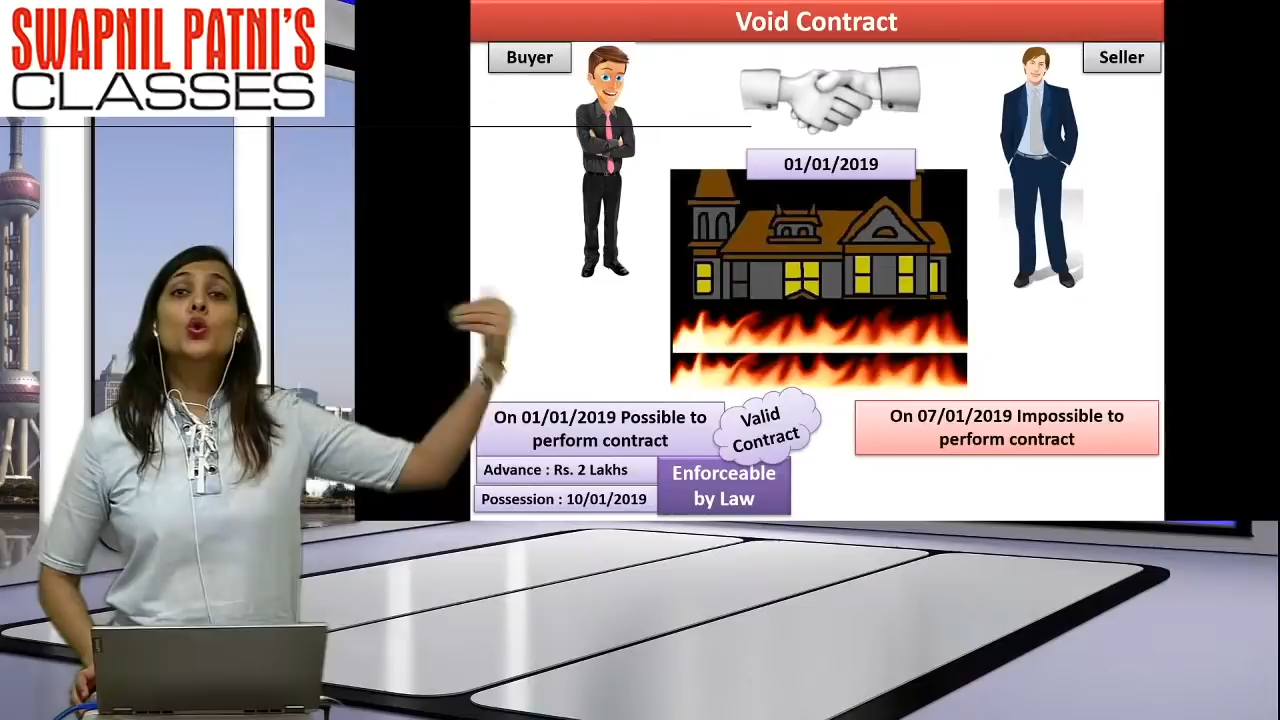 SWAPNIL PATNI'S
CLASSES
Void Contract
Buyer
Seller
01/01/2019
On 01/01/2019 Possible to
perform contract
Valid
Contract
On 07/01/2019 Impossible to
perform contract
Advance : Rs. 2 Lakhs
Enforceable
by Law
Possession : 10/01/2019